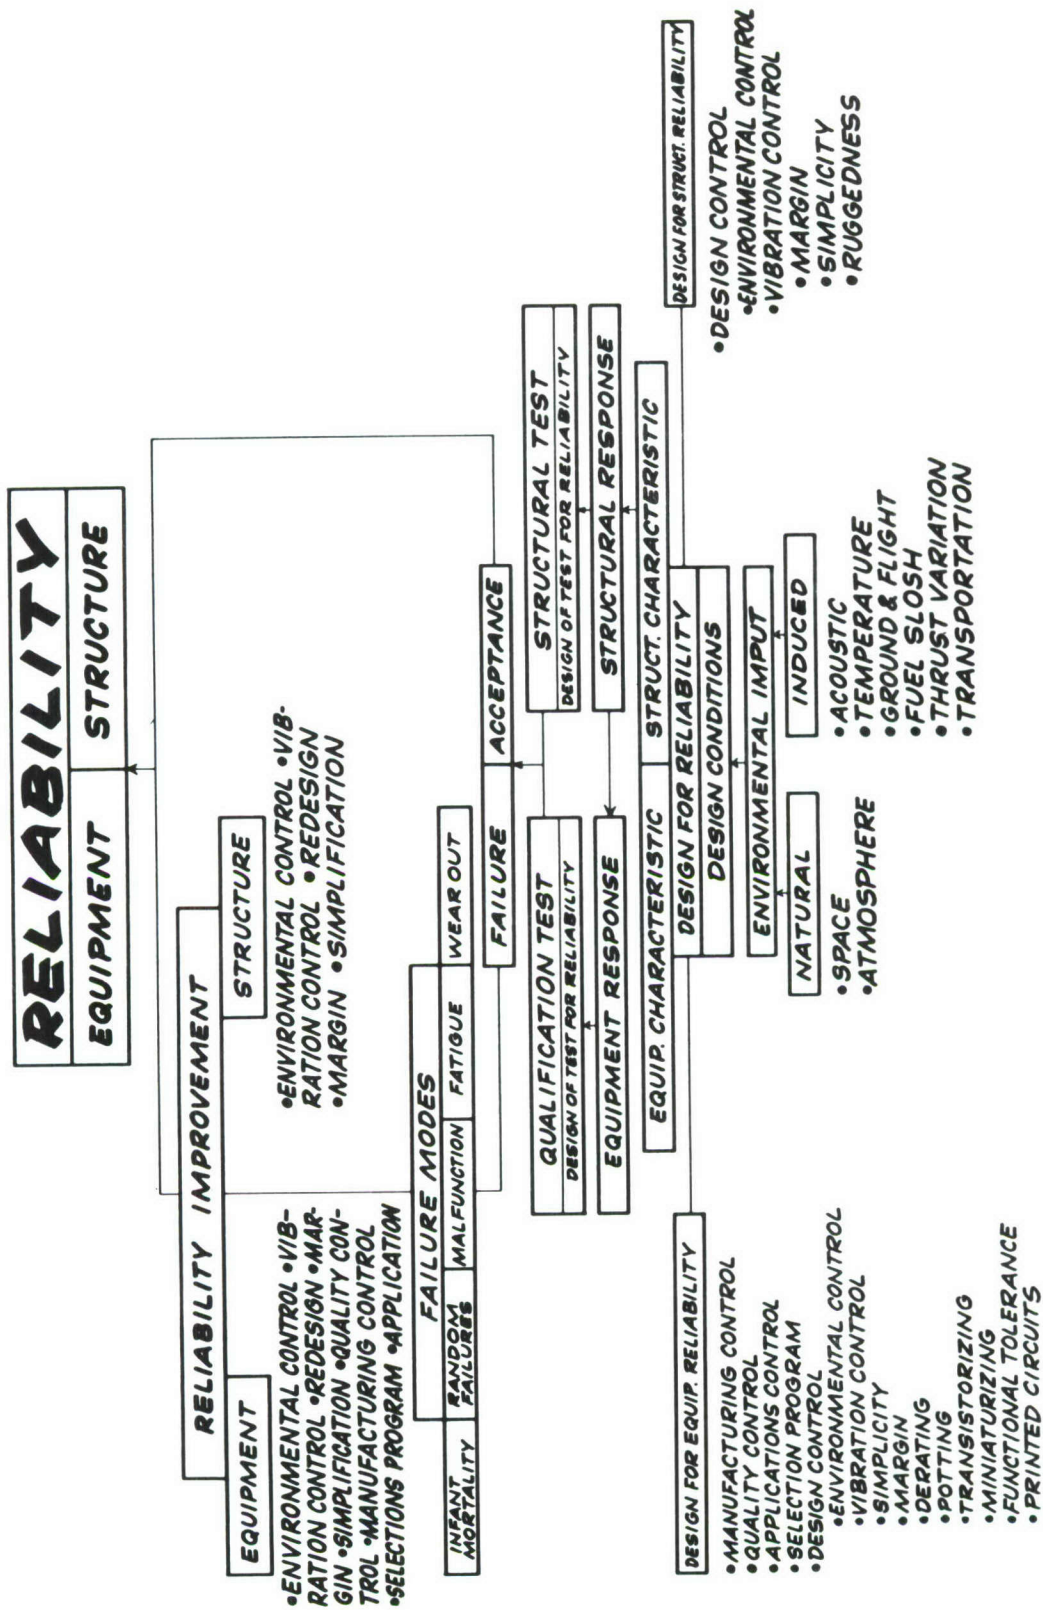 RELIABILITY
EQUIPMENT
STRUCTURE
RELIABILITY IMPROVEMENT
EQUIPMENT
STRUCTURE
•ENVIRONMENTAL CONTROL •VIB-
RATION CONTROL •REDESIGN •MAR-
GIN •SIMPLIFICATION •QUALITY CON-
TROL •MANUFACTURING CONTROL
•SELECTIONS PROGRAM •APPLICATION
•ENVIRONMENTAL CONTROL •VIB-
RATION CONTROL •REDESIGN
•MARGIN •SIMPLIFICATION
FAILURE MODES
INFANT
MORTALITY
RANDOM
FAILURES
MALFUNCTION
FATIGUE
WEAR OUT
FAILURE
ACCEPTANCE
QUALIFICATION TEST
DESIGN OF TEST FOR RELIABILITY
STRUCTURAL TEST
DESIGN OF TEST FOR RELIABILITY
EQUIPMENT RESPONSE
STRUCTURAL RESPONSE
EQUIP. CHARACTERISTIC
STRUCT. CHARACTERISTIC
DESIGN FOR EQUIP. RELIABILITY
DESIGN FOR RELIABILITY
DESIGN FOR STRUCT. RELIABILITY
DESIGN CONDITIONS
•MANUFACTURING CONTROL
•QUALITY CONTROL
•APPLICATIONS CONTROL
•SELECTION PROGRAM
•DESIGN CONTROL
•ENVIRONMENTAL CONTROL
•VIBRATION CONTROL
•SIMPLICITY
•MARGIN
•DERATING
•POTTING
•TRANSISTORIZING
•MINIATURIZING
•FUNCTIONAL TOLERANCE
•PRINTED CIRCUITS
ENVIRONMENTAL IMPUT
NATURAL
•SPACE
•ATMOSPHERE
INDUCED
•ACOUSTIC
•TEMPERATURE
•GROUND & FLIGHT
•FUEL SLOSH
•THRUST VARIATION
•TRANSPORTATION
•DESIGN CONTROL
•ENVIRONMENTAL CONTROL
•VIBRATION CONTROL
•MARGIN
•SIMPLICITY
•RUGGEDNESS